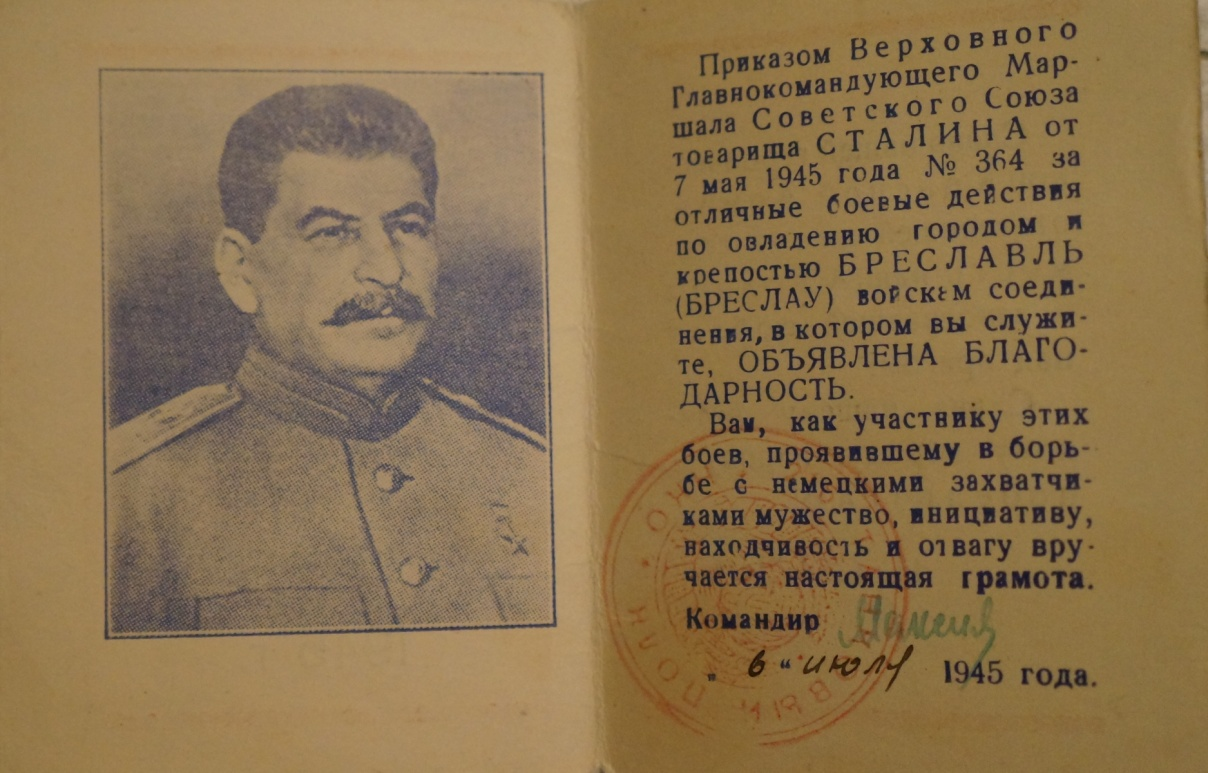 Приказом Верховного
Главнокомандующего Мар-
шала Советского Союза
товарища СТАЛИНА от
7 мая 1945 года № 364 за
отличные боевые действия
по овладению городом и
крепостью БРЕСЛАВЛЬ
(БРЕСЛАУ) войскам соеди-
нения, в котором вы служи-
те, ОБЪЯВЛЕНА БЛАГО-
ДАРНОСТЬ.
Вам, как участнику этих
боев, проявившему в борь-
бе с немецкими захватчи-
ками мужество, инициативу,
находчивость и отвагу вру-
чается настоящая грамота.
Командир
„ 6 “ июля 1945 года.